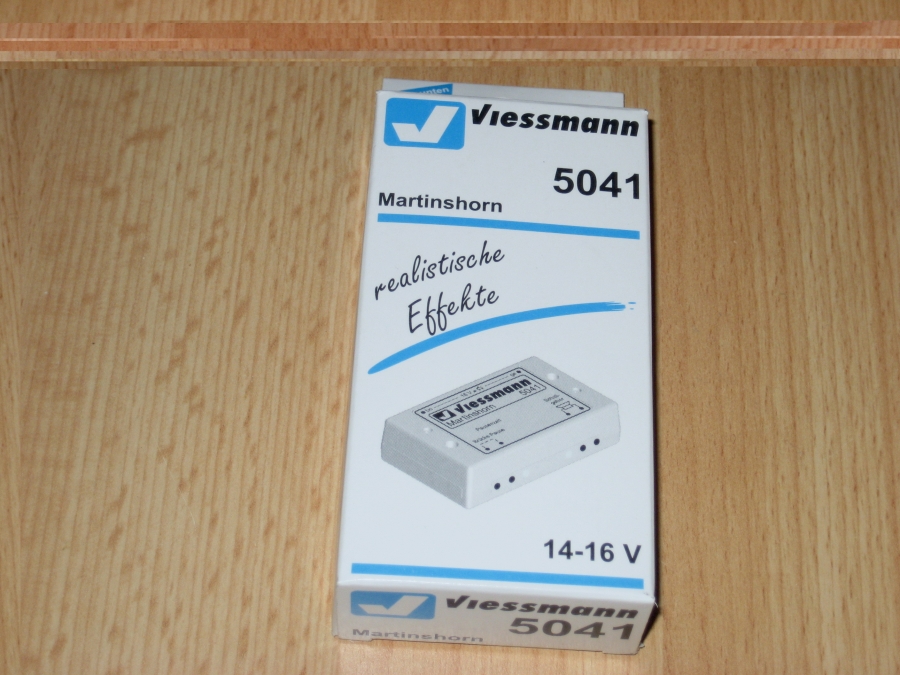 Viessmann
5041
Martinshorn
realistische
Effekte
Viessmann
5041
Martinshorn
14-16 V
Viessmann
5041
Martinshorn